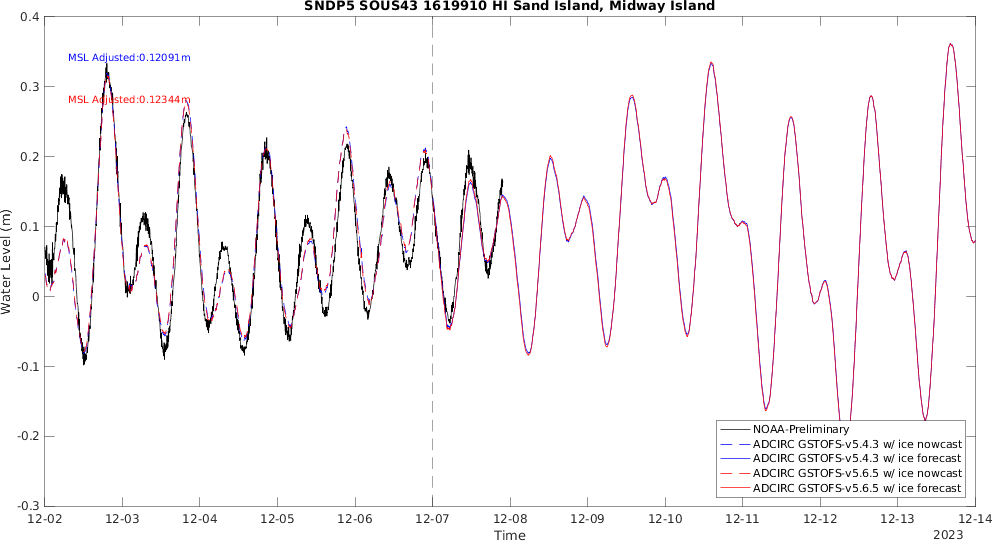 SNDP5 SOUS43 1619910 HI Sand Island, Midway Island
MSL Adjusted:0.12091m
MSL Adjusted:0.12344m
Water Level (m)
0.4
0.3
0.2
0.1
0
-0.1
-0.2
-0.3
NOAA-Preliminary
ADCIRC GSTOFS-v5.4.3 w/ ice nowcast
ADCIRC GSTOFS-v5.4.3 w/ ice forecast
ADCIRC GSTOFS-v5.6.5 w/ ice nowcast
ADCIRC GSTOFS-v5.6.5 w/ ice forecast
12-02 12-03 12-04 12-05 12-06 12-07 12-08 12-09 12-10 12-11 12-12 12-13 12-14
Time
2023